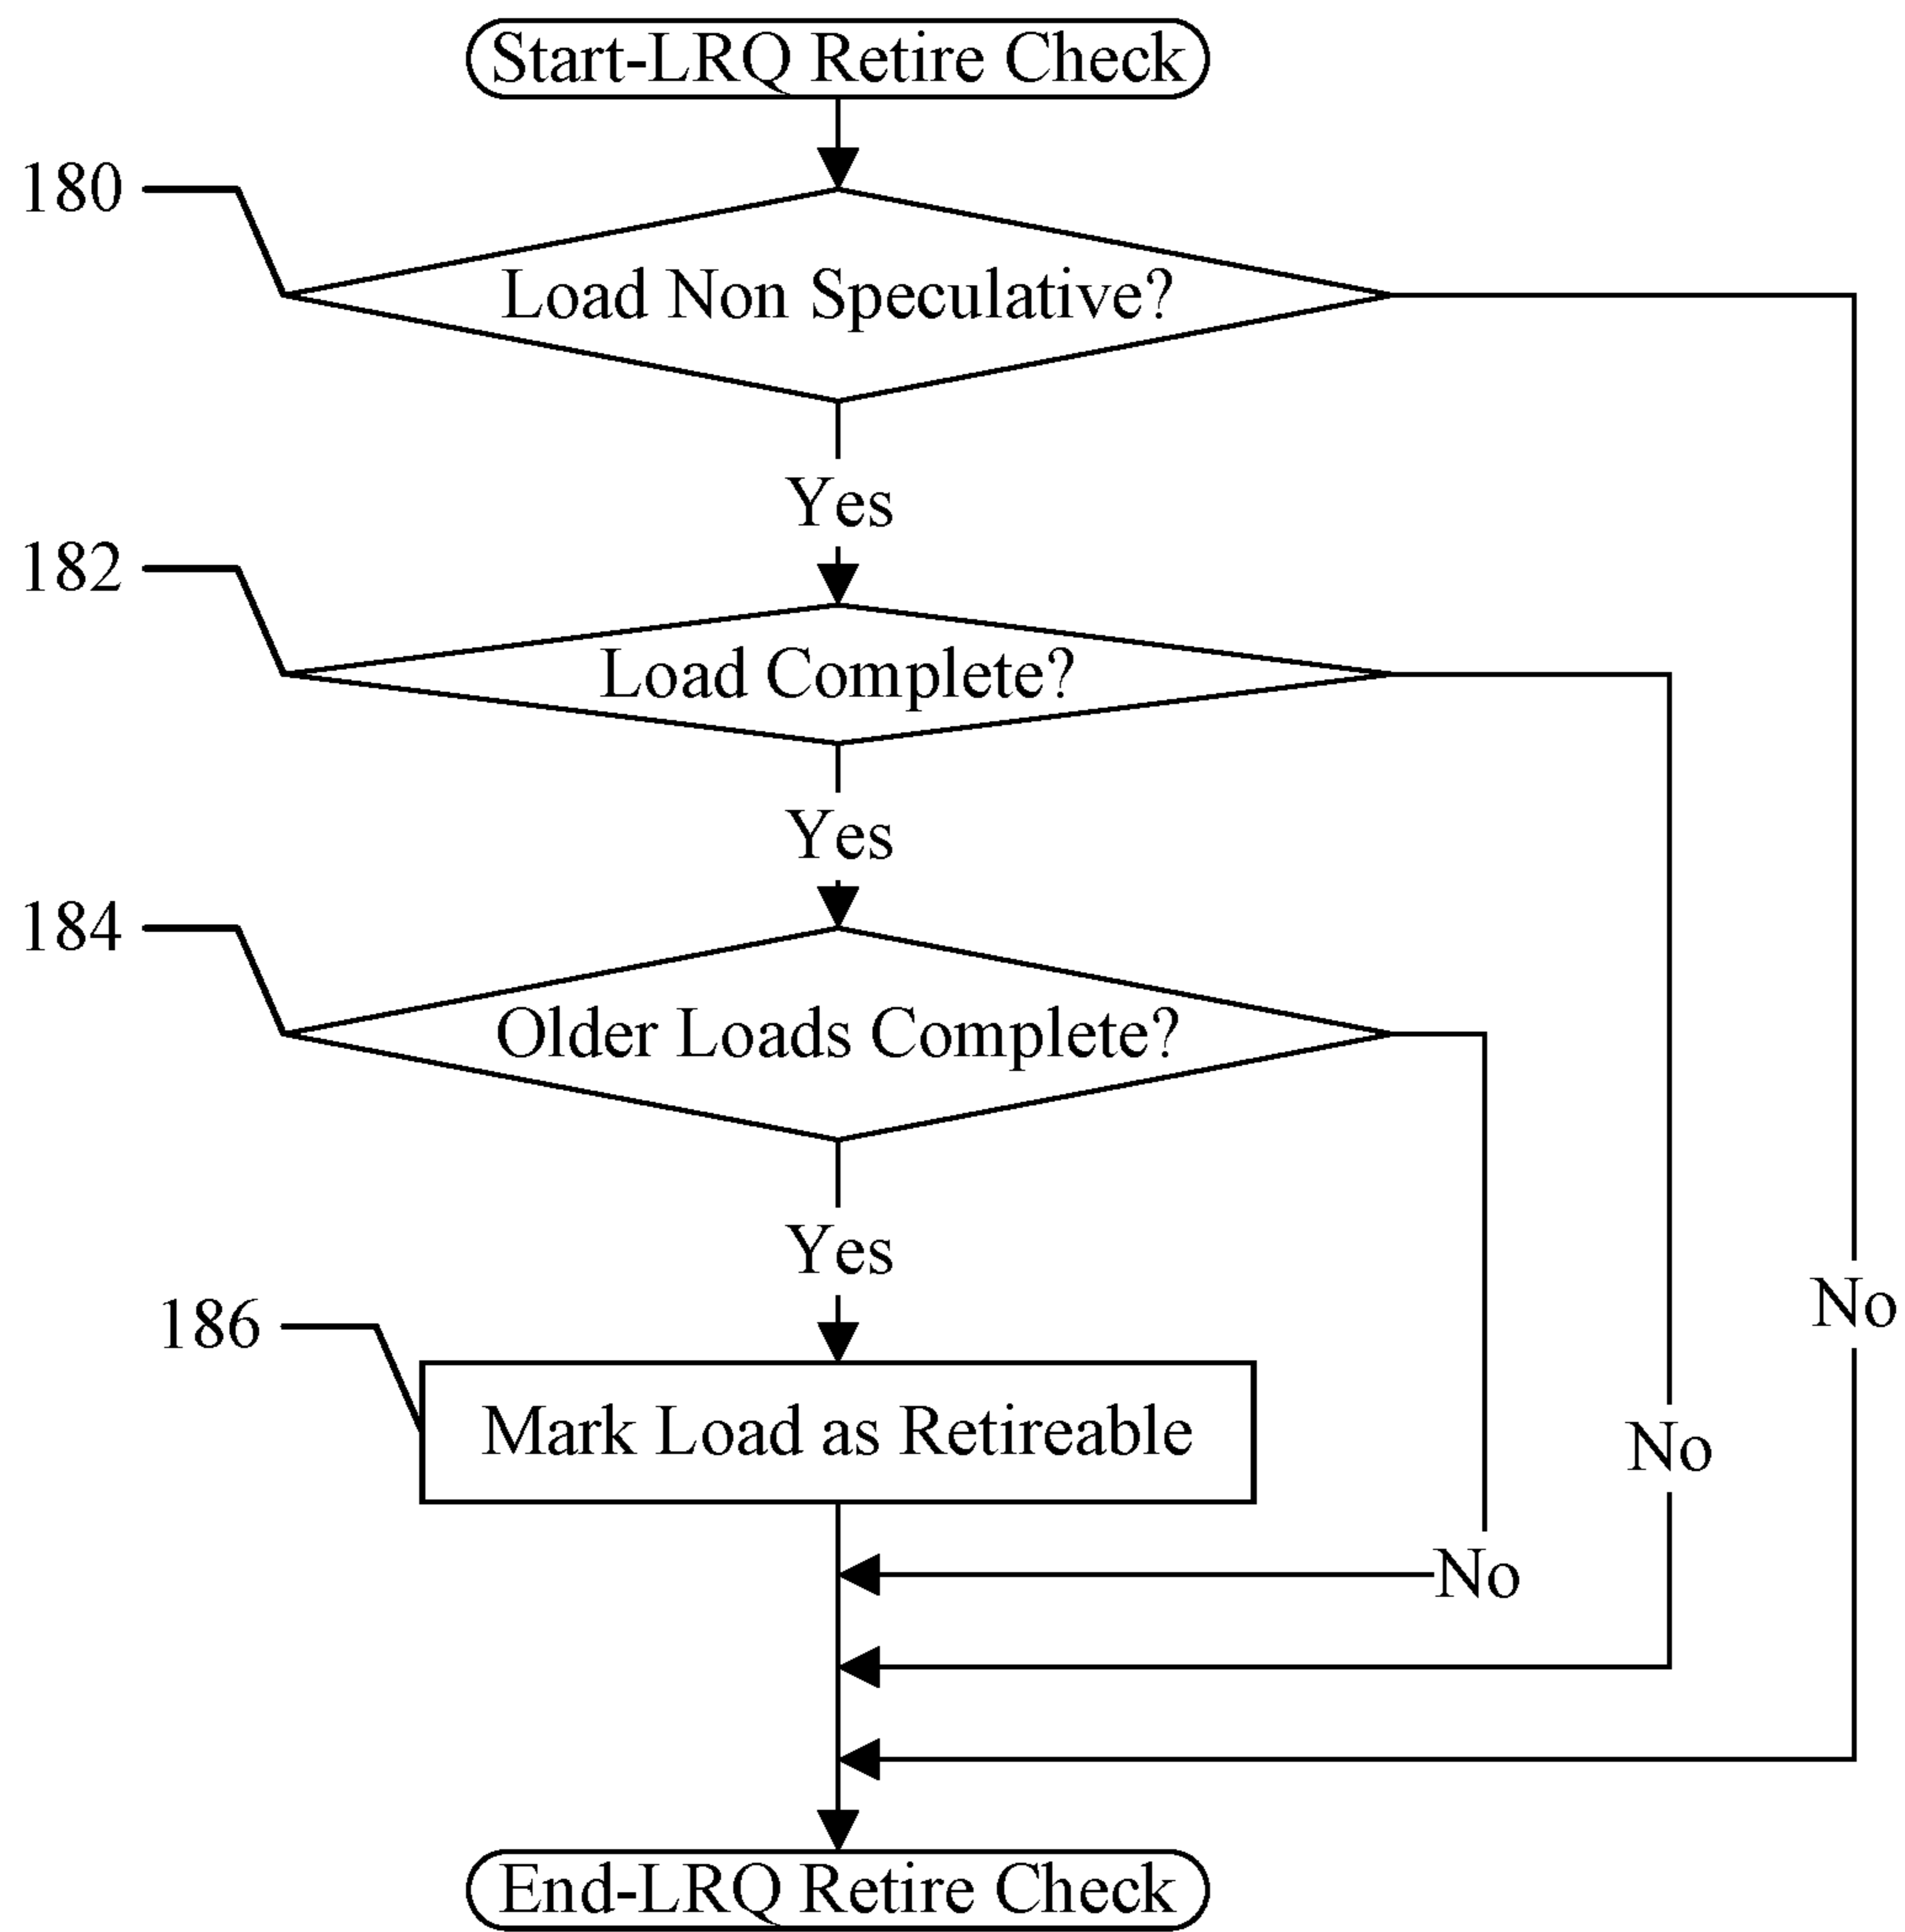 Start-LRQ Retire Check
180
Load Non Speculative?
Yes
182
Load Complete?
Yes
184
Older Loads Complete?
Yes
No
186
Mark Load as Retireable
No
No
End-LRQ Retire Check